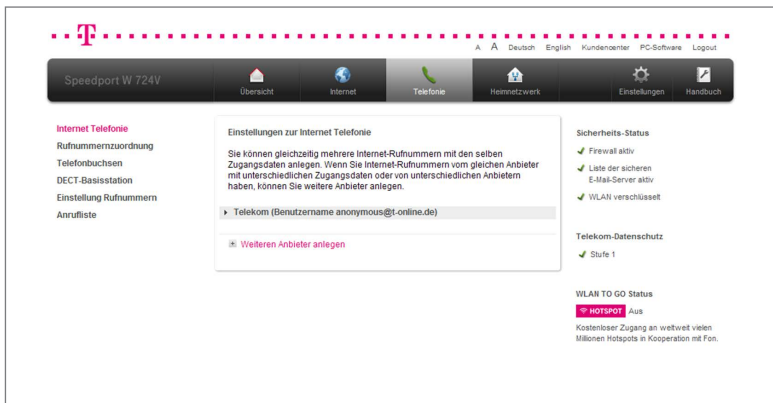 T
A A Deutsch English Kundencenter PC-Software Logout
Speedport W 724V
Übersicht
Internet
Telefonie
Heimnetzwerk
Einstellungen
Handbuch
Internet Telefonie
Rufnummernzuordnung
Telefonbuchsen
DECT-Basisstation
Einstellung Rufnummern
Anrufliste
Einstellungen zur Internet Telefonie
Sie können gleichzeitig mehrere Internet-Rufnummern mit den selben
Zugangsdaten anlegen. Wenn Sie Internet-Rufnummern vom gleichen Anbieter
mit unterschiedlichen Zugangsdaten oder von unterschiedlichen Anbietern
haben, können Sie weitere Anbieter anlegen.
Telekom (Benutzername anonymous@t-online.de)
Weiteren Anbieter anlegen
Sicherheits-Status
Firewall aktiv
Liste der sicheren
E-Mail-Server aktiv
WLAN verschlüsselt
Telekom-Datenschutz
Stufe 1
WLAN TO GO Status
HOTSPOT Aus
Kostenloser Zugang an weltweit vielen
Millionen Hotspots in Kooperation mit Fon.